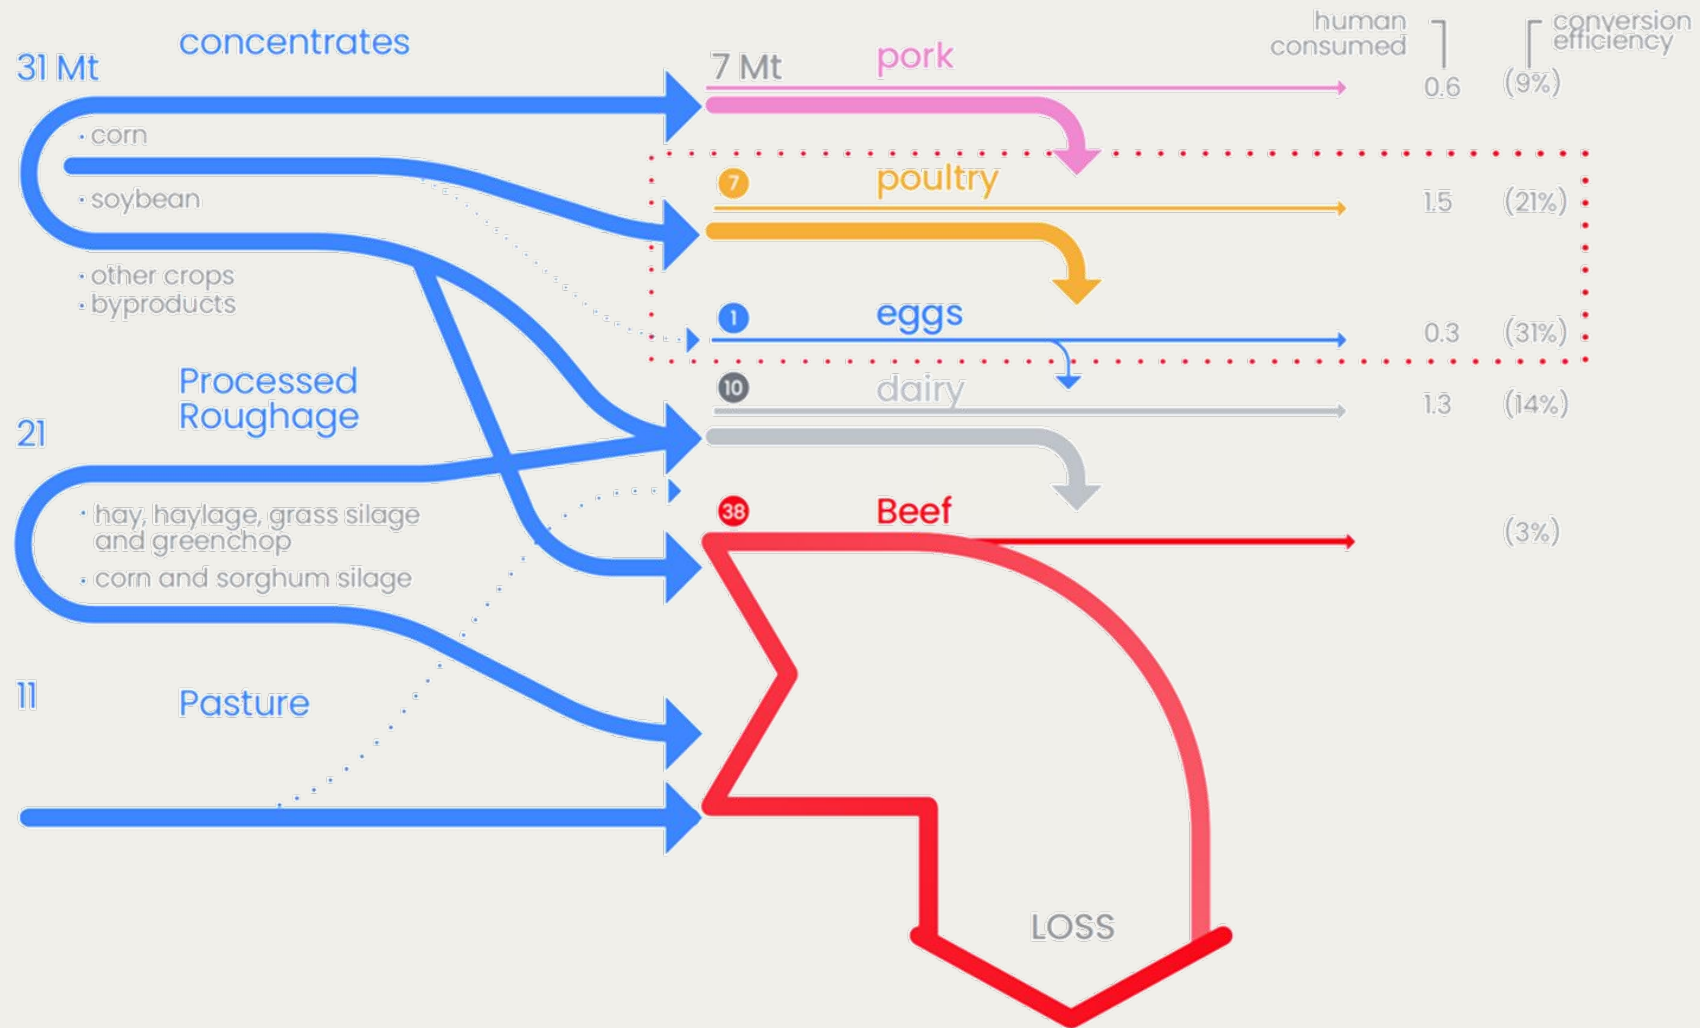 concentrates
31 Mt
· corn
· soybean
· other crops
· byproducts
Processed
Roughage
21
· hay, haylage, grass silage
and greenchop
· corn and sorghum silage
11
Pasture
human
consumed
conversion
efficiency
7 Mt
pork
0.6
(9%)
7
poultry
1.5
(21%)
1
eggs
0.3
(31%)
10
dairy
1.3
(14%)
38
Beef
(3%)
LOSS